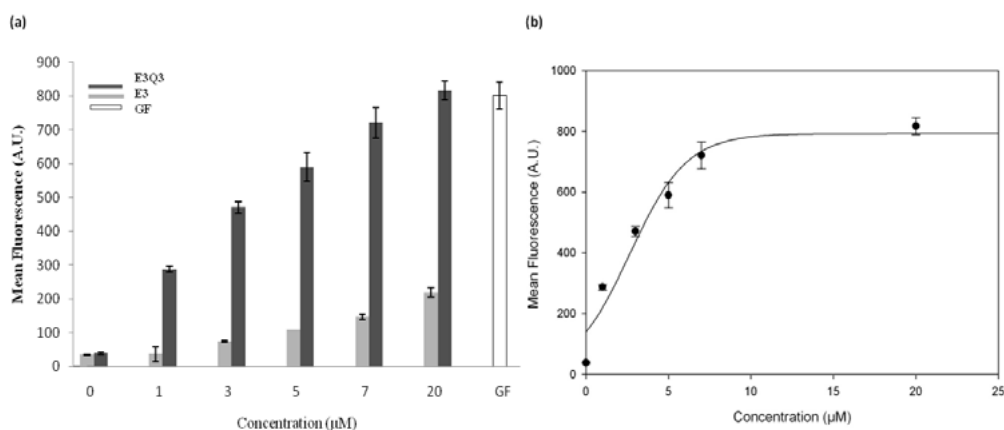 (a)
900
800
700
600
500
400
300
200
100
0
Mean Fluorescence (A.U.)
E3Q3
E3
GF
0 1 3 5 7 20 GF
Concentration (µM)
(b)
1000
800
600
400
200
0
Mean Fluorescence (A.U.)
0 5 10 15 20 25
Concentration (µM)